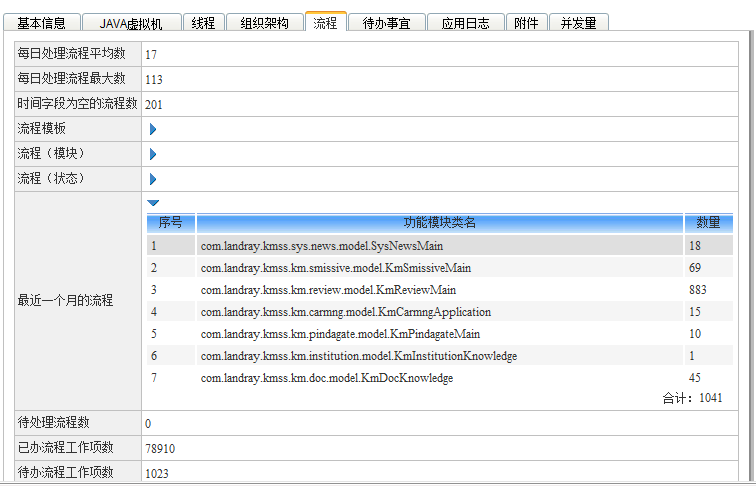 基本信息 JAVA虚拟机 线程 组织架构 流程 待办事宜 应用日志 附件 并发量
每日处理流程平均数 17
每日处理流程最大数 113
时间字段为空的流程数 201
流程模板
流程（模块）
流程（状态）
最近一个月的流程
序号 功能模块类名 数量
1 com.landray.kmss.sys.news.model.SysNewsMain 18
2 com.landray.kmss.km.smissive.model.KmSmissiveMain 69
3 com.landray.kmss.km.review.model.KmReviewMain 883
4 com.landray.kmss.km.carmng.model.KmCarmngApplication 15
5 com.landray.kmss.km.pindagate.model.KmPindagateMain 10
6 com.landray.kmss.km.institution.model.KmInstitutionKnowledge 1
7 com.landray.kmss.km.doc.model.KmDocKnowledge 45
合计：1041
待处理流程数 0
已办流程工作项数 78910
待办流程工作项数 1023